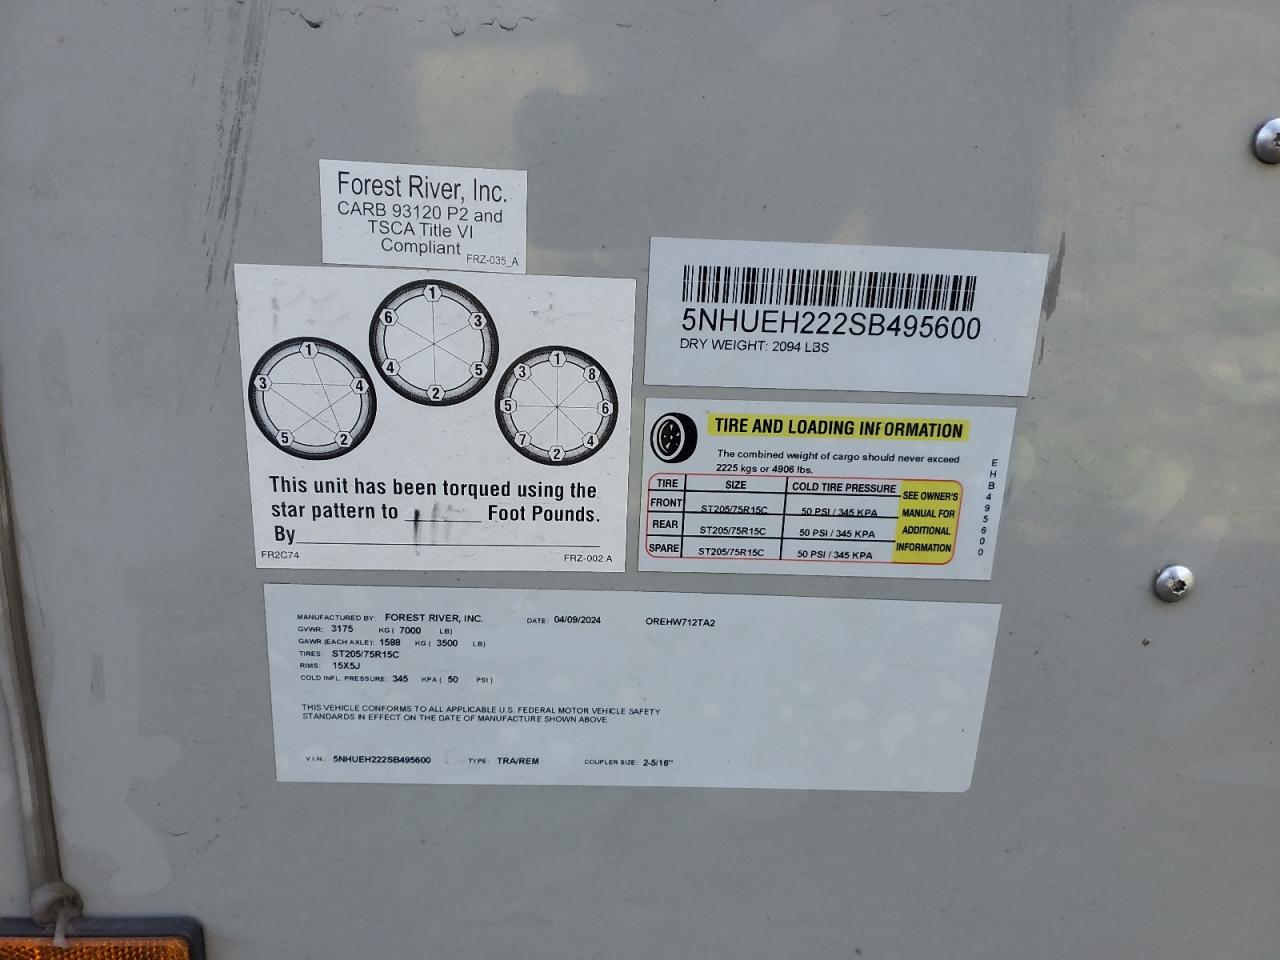 Forest River, Inc.
CARB 93120 P2 and
TSCA Title VI
Compliant
FRZ-035_A
1
6 3
4 5
2
1
3 4
5 2
1
3 8
5 6
7 4
2
This unit has been torqued using the
star pattern to Foot Pounds.
By
FR2C74 FRZ-002 A
5NHUEH222SB495600
DRY WEIGHT: 2094 LBS
TIRE AND LOADING INFORMATION
The combined weight of cargo should never exceed
2225 kgs or 4906 lbs.
TIRE SIZE COLD TIRE PRESSURE
FRONT ST205/75R15C 50 PSI / 345 KPA
REAR ST205/75R15C 50 PSI / 345 KPA
SPARE ST205/75R15C 50 PSI / 345 KPA
SEE OWNER'S
MANUAL FOR
ADDITIONAL
INFORMATION
EHB495600
MANUFACTURED BY: FOREST RIVER, INC. DATE: 04/09/2024 OREHW712TA2
GVWR: 3175 KG ( 7000 LB)
GAWR (EACH AXLE): 1588 KG ( 3500 LB)
TIRES: ST205/75R15C
RIMS: 15X5J
COLD INFL. PRESSURE: 345 KPA ( 50 PSI )
THIS VEHICLE CONFORMS TO ALL APPLICABLE U.S. FEDERAL MOTOR VEHICLE SAFETY
STANDARDS IN EFFECT ON THE DATE OF MANUFACTURE SHOWN ABOVE.
V.I.N.: 5NHUEH222SB495600 TYPE: TRA/REM COUPLER SIZE: 2-5/16"